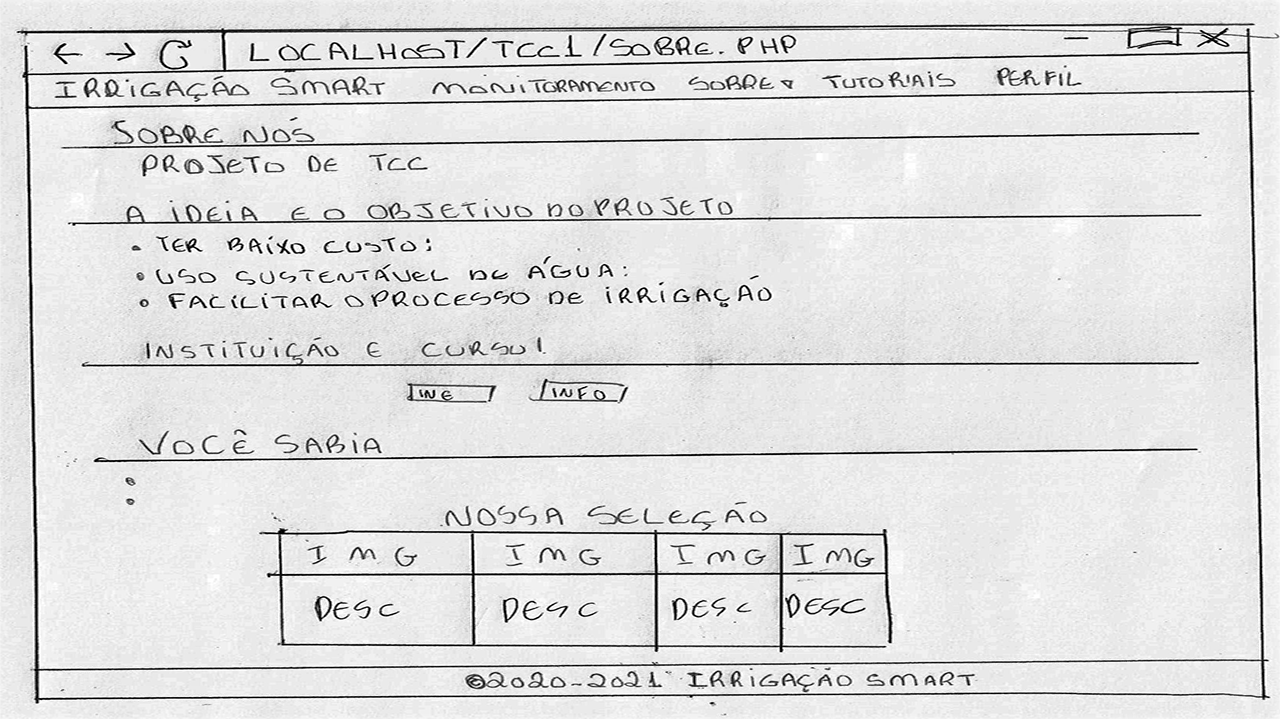 LOCALHOST/TCC1/SOBRE.PHP
IRRIGAÇÃO SMART MONITORAMENTO SOBRE TUTORIAIS PERFIL
SOBRE NÓS
PROJETO DE TCC
A IDEIA E O OBJETIVO DO PROJETO
• TER BAIXO CUSTO:
• USO SUSTENTÁVEL DE ÁGUA:
• FACILITAR O PROCESSO DE IRRIGAÇÃO
INSTITUIÇÃO E CURSO!
INE INFO
VOCÊ SABIA
NOSSA SELEÇÃO
IMG IMG IMG IMG
DESC DESC DESC DESC
©2020-2021 IRRIGAÇÃO SMART